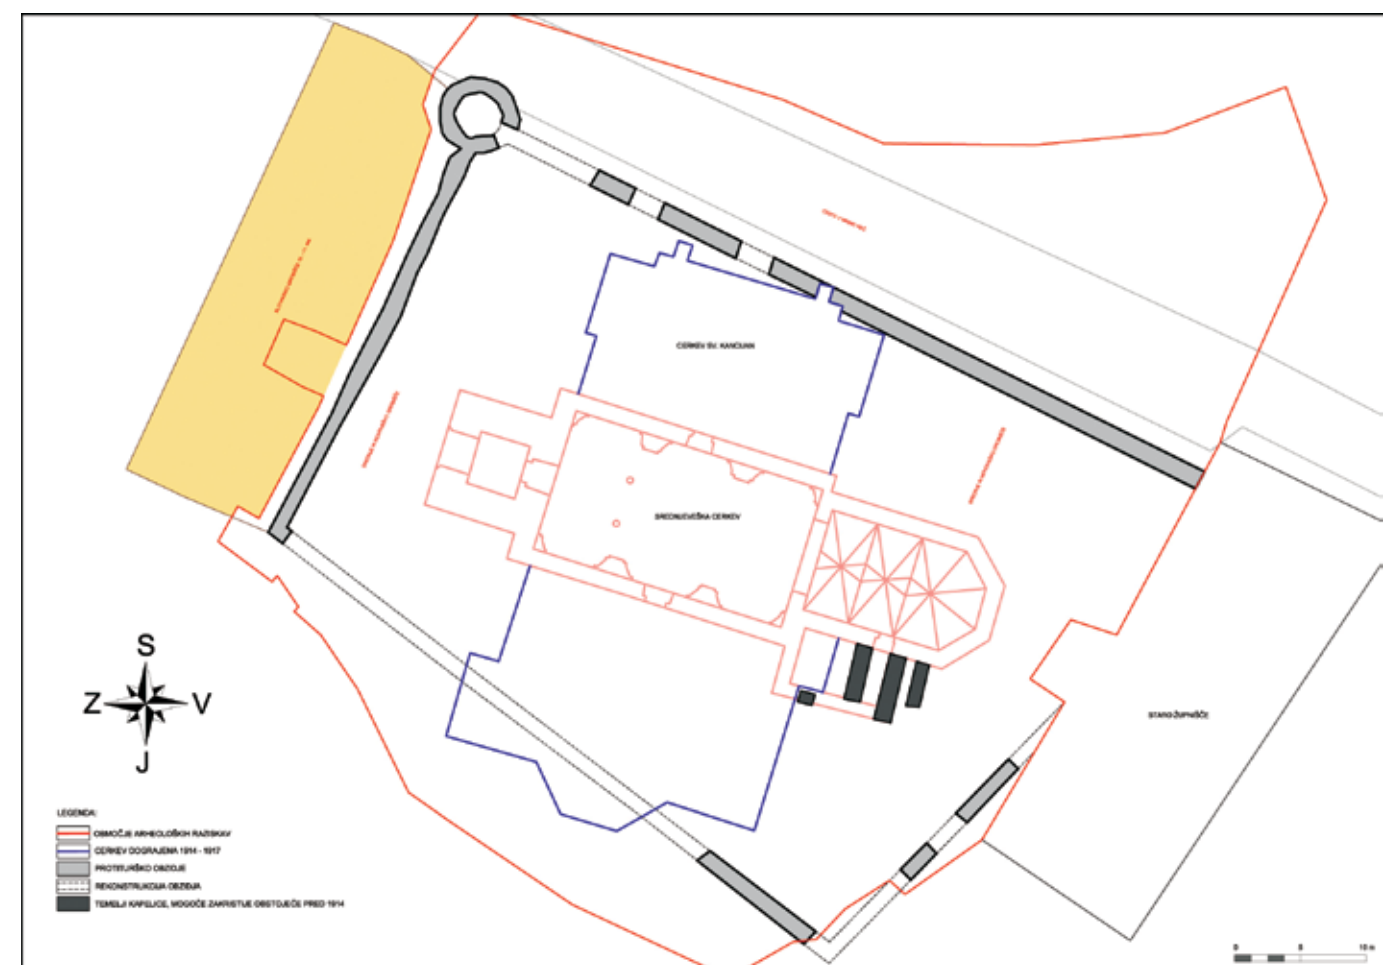 CERKEV SV. KANCIJAN
SREDNJEVEŠKA CERKEV
STARO ŽUPNIŠČE
S
Z V
J
LEGENDA:
OBMOČJE ARHEOLOŠKIH RAZISKAV
CERKEV DOGRAJENA 1914 - 1917
PROTITURŠKO OBZIDJE
REKONSTRUKCIJA OBZIDJA
TEMELJI KAPELICE, MOGOČE ZAKRISTIJE OBSTOJEČE PRED 1914
0 5 10 m